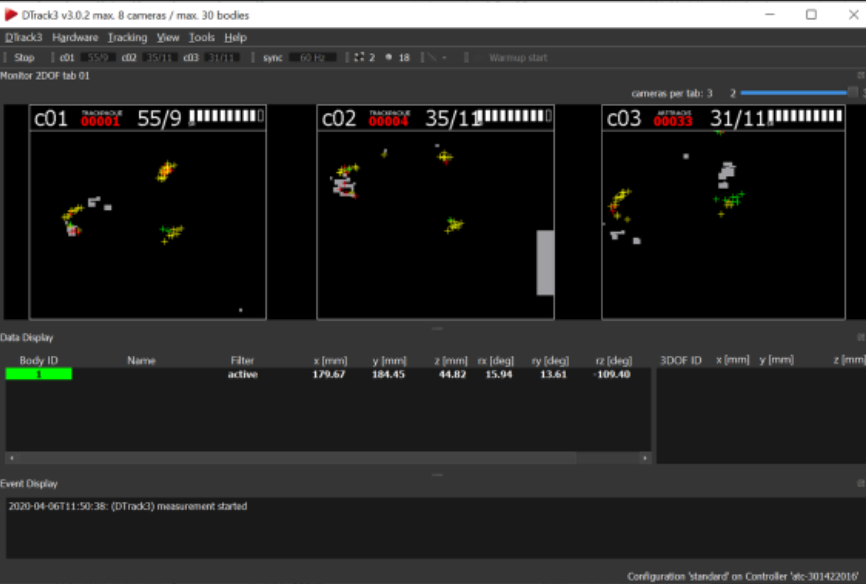 DTrack3 v3.0.2 max. 8 cameras / max. 30 bodies
DTrack3 Hardware Tracking View Tools Help
Stop c01 55/9 c02 35/11 c03 31/11 sync 60 Hz 2 18 Warmup start
Monitor 2DOF tab 01
cameras per tab: 3 2 3
c01 TRACKPACK/E 00001 55/9 c02 TRACKPACK/E 00004 35/11 c03 ARTTRACK5 00033 31/11
Data Display
Body ID Name Filter x [mm] y [mm] z [mm] rx [deg] ry [deg] rz [deg] 3DOF ID x [mm] y [mm] z [mm]
1 active 179.67 184.45 44.82 15.94 13.61 -109.40
Event Display
2020-04-06T11:50:38: (DTrack3) measurement started
Configuration 'standard' on Controller 'atc-301422016'